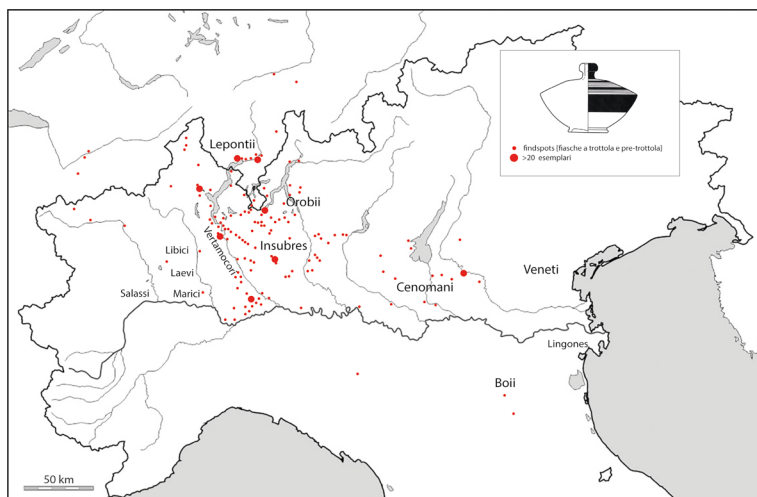 findspots [fiasche a trottola e pre-trottola]
>20 esemplari
Lepontii
Orobii
Vertamocori
Insubres
Libici
Laevi
Salassi
Marici
Cenomani
Veneti
Lingones
Boii
50 km